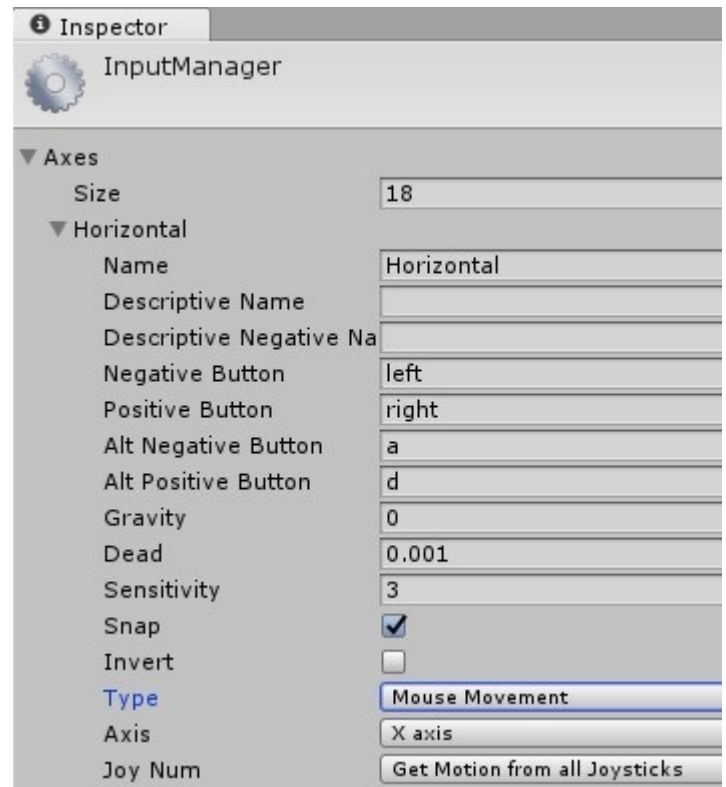 Inspector
InputManager
Axes
Size 18
Horizontal
Name Horizontal
Descriptive Name
Descriptive Negative Na
Negative Button left
Positive Button right
Alt Negative Button a
Alt Positive Button d
Gravity 0
Dead 0.001
Sensitivity 3
Snap
Invert
Type Mouse Movement
Axis X axis
Joy Num Get Motion from all Joysticks